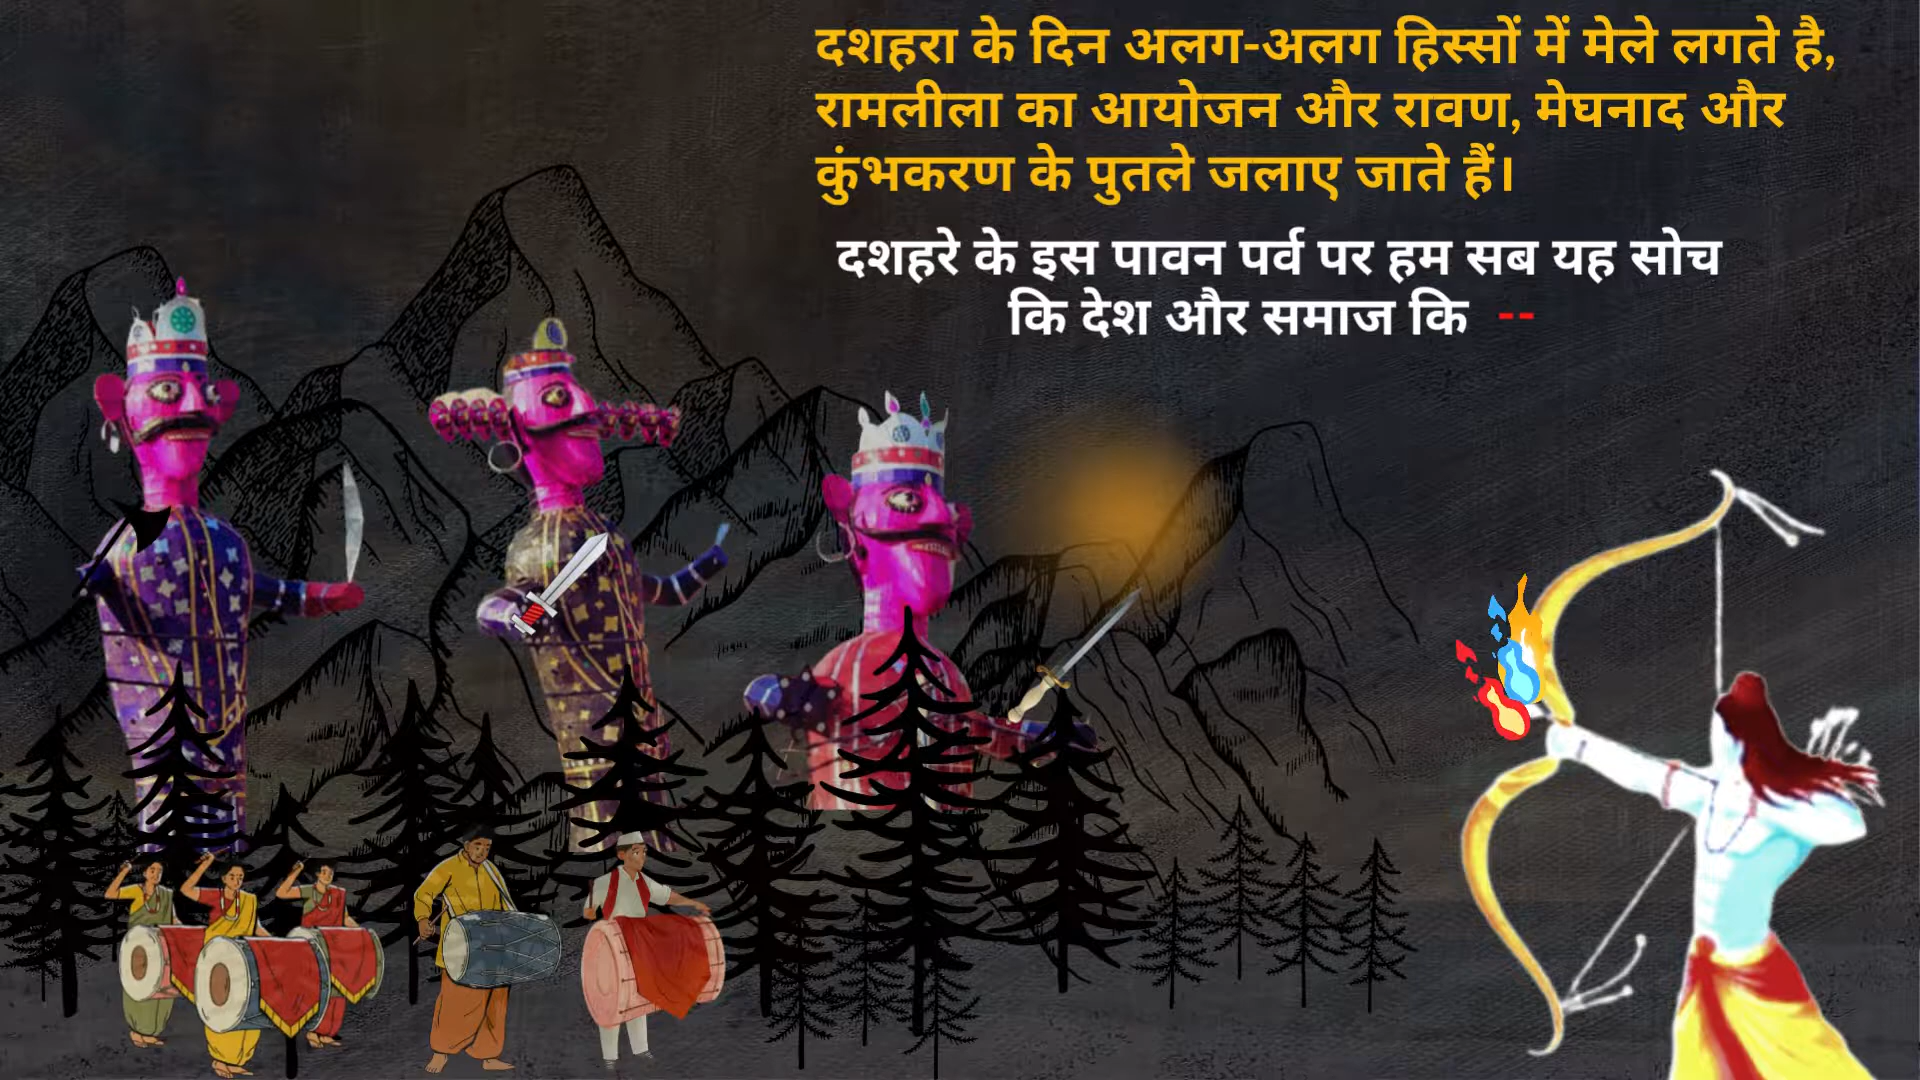 दशहरा के दिन अलग-अलग हिस्सों में मेले लगते है,
रामलीला का आयोजन और रावण, मेघनाद और
कुंभकरण के पुतले जलाए जाते हैं।
दशहरे के इस पावन पर्व पर हम सब यह सोच
कि देश और समाज कि --